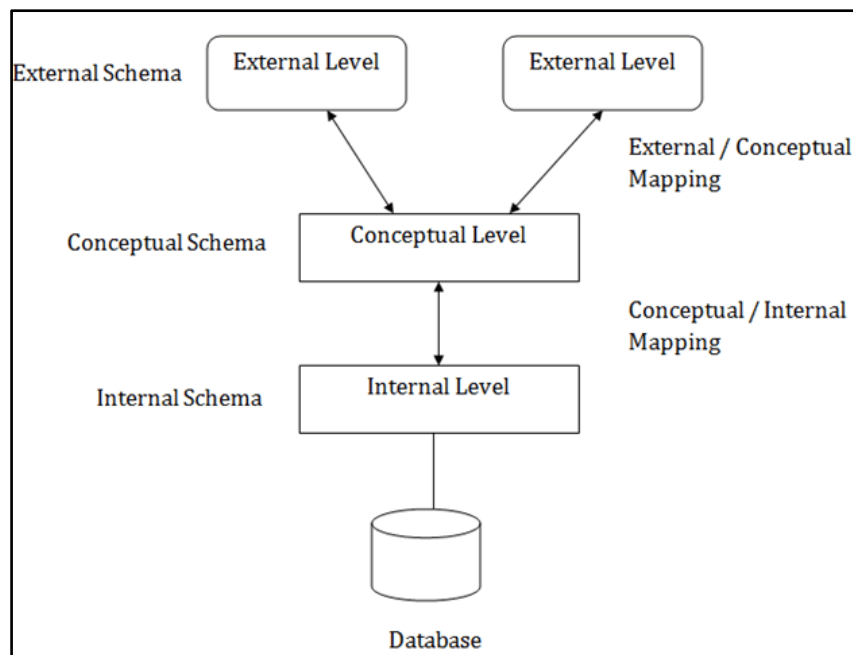 External Level
External Level
External Schema
External / Conceptual
Mapping
Conceptual Level
Conceptual Schema
Conceptual / Internal
Mapping
Internal Level
Internal Schema
Database